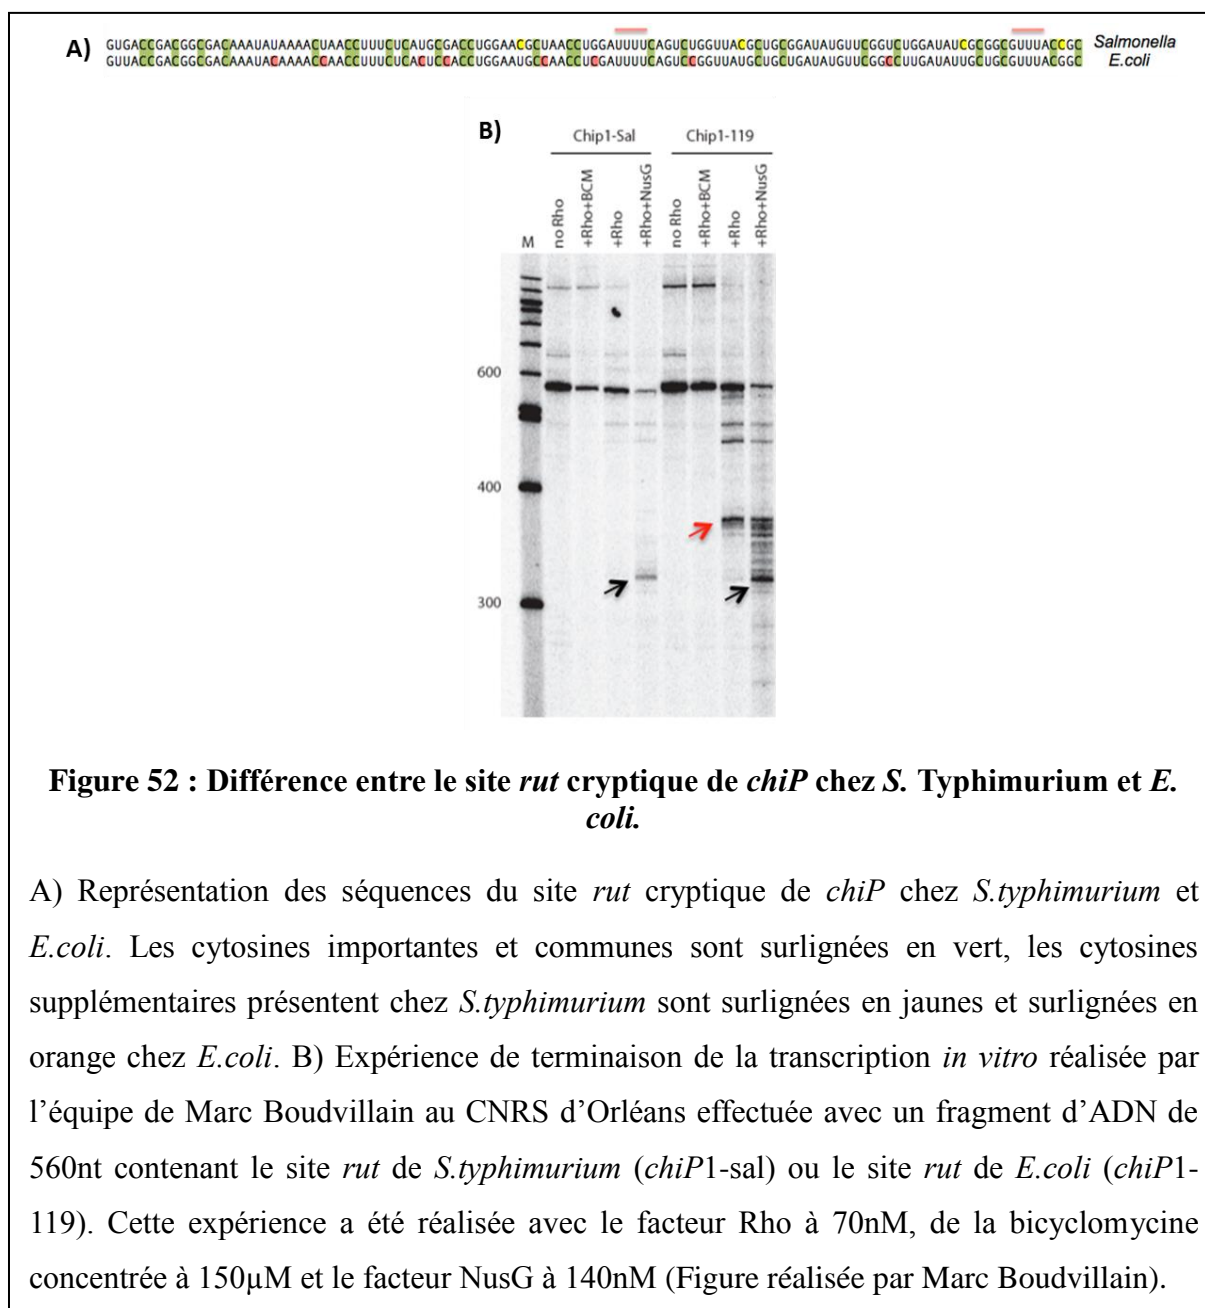 A) GUGACCGACGGCGACAAAUAUAAAACUAACCUUUCUCAUGCGACCUGGAACGCUAACCUGGAUUUUCAGUCUGGUUACGCUGCGGAUAUGUUCGGUCUGGAUAUCGCGGCGUUUACCGC Salmonella
GUUACCGACGGCGACAAAUACAAAACCAACCUUUCUCACUCCACCUGGAAUGCCAACCUCGAUUUUCAGUCCGGUUAUGCUGCUGAUAUGUUCGGCCUUGAUAUUGCUGCGUUUACGGC E.coli
B)
Chip1-Sal Chip1-119
M no Rho +Rho+BCM +Rho +Rho+NusG no Rho +Rho+BCM +Rho +Rho+NusG
600
400
300
Figure 52 : Différence entre le site rut cryptique de chiP chez S. Typhimurium et E.
coli.
A) Représentation des séquences du site rut cryptique de chiP chez S.typhimurium et
E.coli. Les cytosines importantes et communes sont surlignées en vert, les cytosines
supplémentaires présentent chez S.typhimurium sont surlignées en jaunes et surlignées en
orange chez E.coli. B) Expérience de terminaison de la transcription in vitro réalisée par
l’équipe de Marc Boudvillain au CNRS d’Orléans effectuée avec un fragment d’ADN de
560nt contenant le site rut de S.typhimurium (chiP1-sal) ou le site rut de E.coli (chiP1-
119). Cette expérience a été réalisée avec le facteur Rho à 70nM, de la bicyclomycine
concentrée à 150µM et le facteur NusG à 140nM (Figure réalisée par Marc Boudvillain).